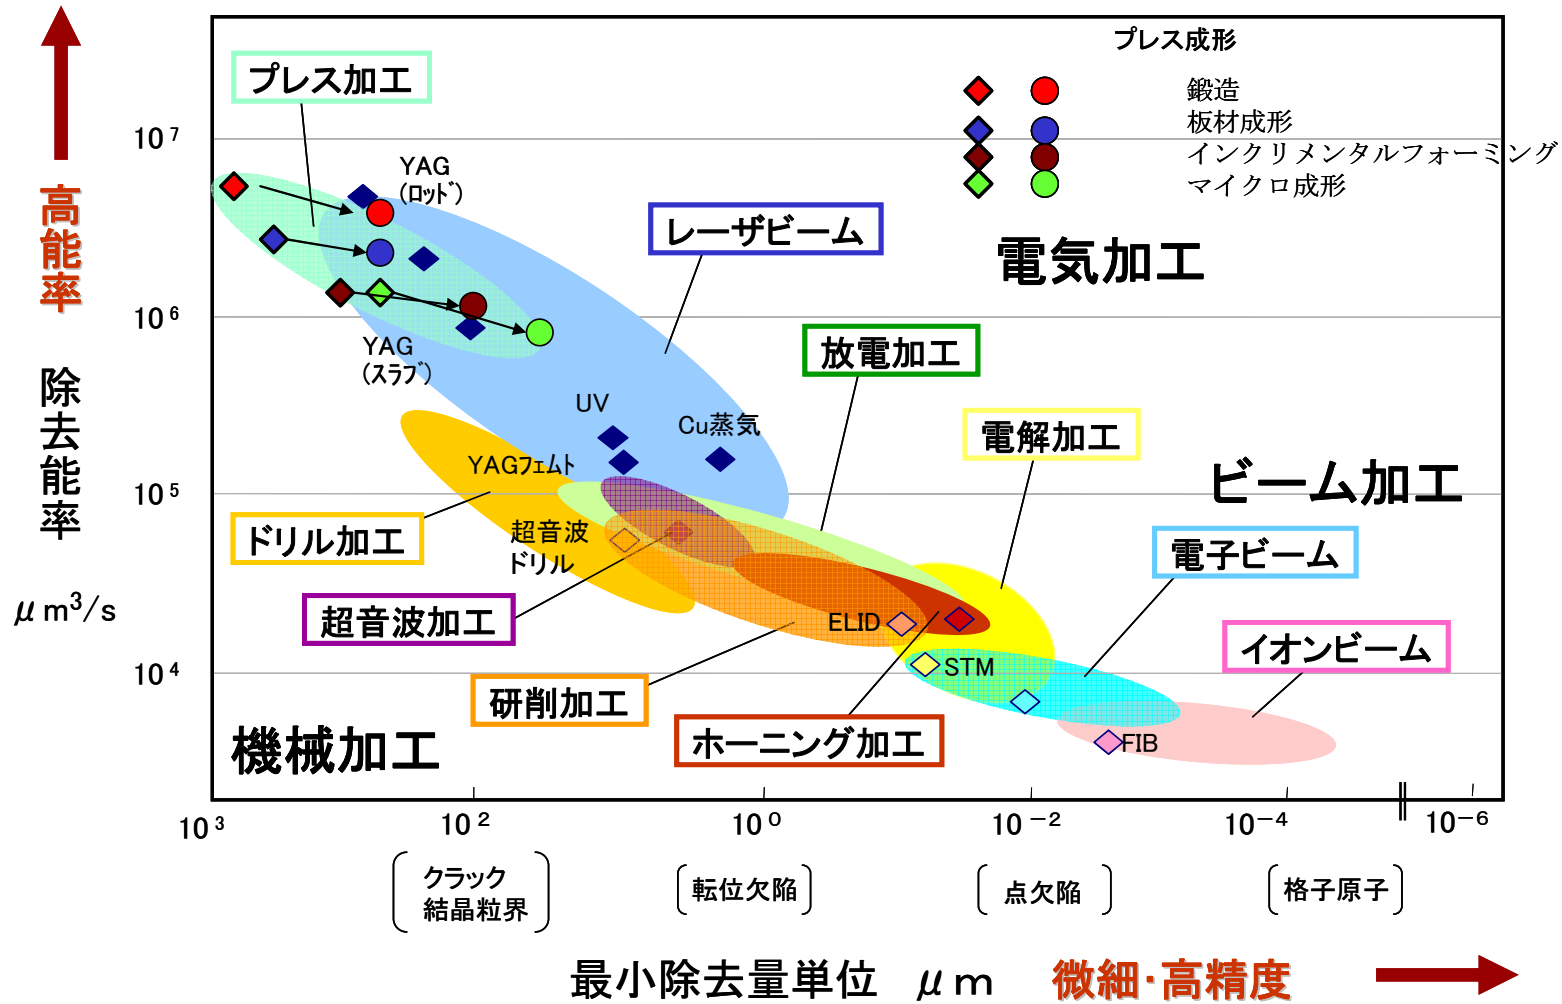 プレス成形
鍛造
板材成形
インクリメンタルフォーミング
マイクロ成形
プレス加工
10⁷
YAG
(ﾛｯﾄﾞ)
高能率
レーザビーム
電気加工
10⁶
YAG
(ｽﾗﾌﾞ)
放電加工
除去能率
UV
Cu蒸気
電解加工
YAGﾌｪﾑﾄ
ビーム加工
10⁵
ドリル加工
超音波
ドリル
電子ビーム
μm³/s
超音波加工
ELID
イオンビーム
10⁴
STM
研削加工
ホーニング加工
機械加工
FIB
10³
10²
10⁰
10⁻²
10⁻⁴
10⁻⁶
クラック
結晶粒界
転位欠陥
点欠陥
格子原子
最小除去量単位 μm 微細・高精度